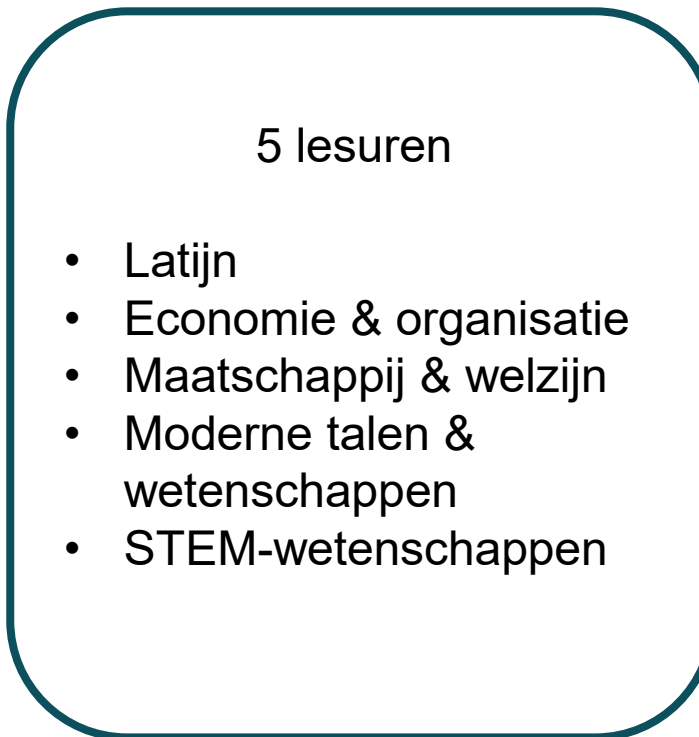 5 lesuren
• Latijn
• Economie & organisatie
• Maatschappij & welzijn
• Moderne talen &
wetenschappen
• STEM-wetenschappen